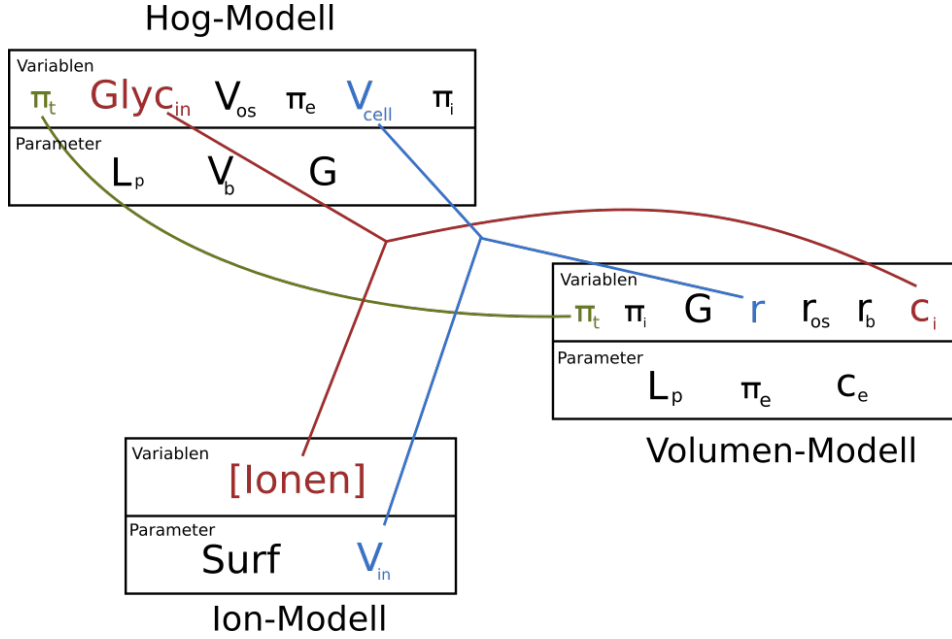 Hog-Modell
Variablen
πt Glycin Vos πe Vcell πi
Parameter
Lp Vb G
Variablen
πt πi G r ros rb ci
Parameter
Lp πe ce
Volumen-Modell
Variablen
[Ionen]
Parameter
Surf Vin
Ion-Modell